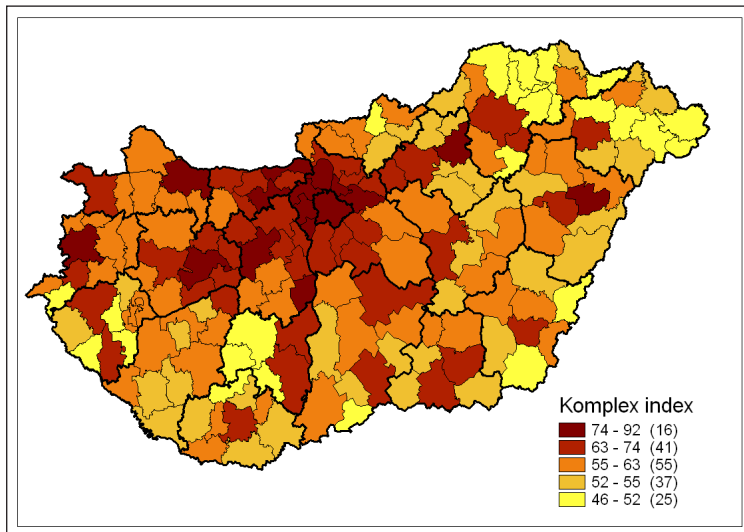 Komplex index
74 - 92 (16)
63 - 74 (41)
55 - 63 (55)
52 - 55 (37)
46 - 52 (25)